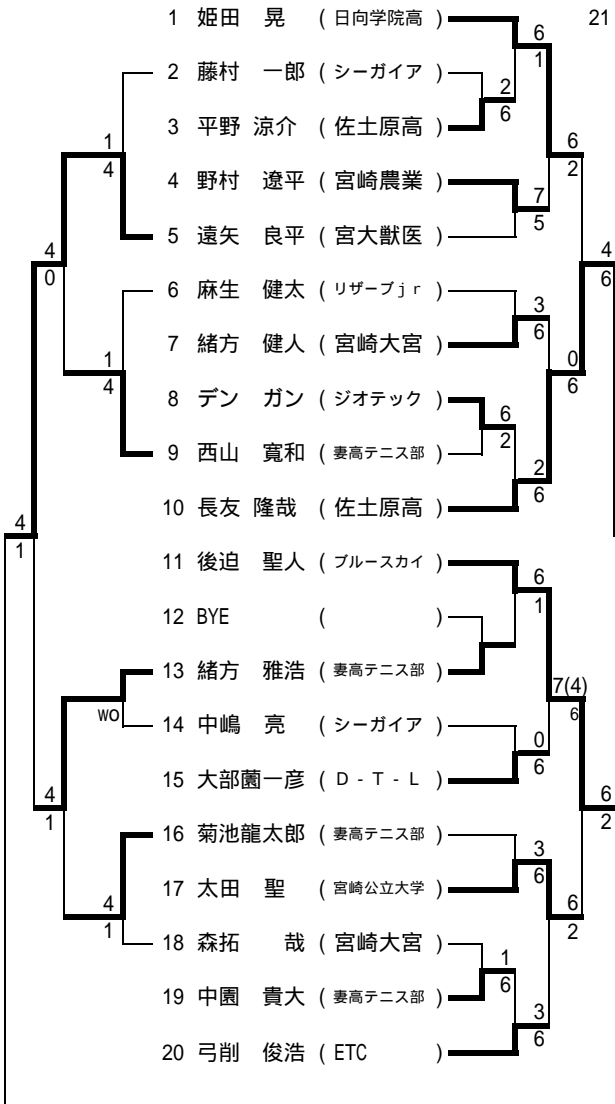 1 姫田 晃 ( 日向学院高 ) 6 21
1
2 藤村 一郎 ( シーガイア ) 2
6
3 平野 涼介 ( 佐土原高 )
1 6
4 2
4 野村 遼平 ( 宮崎農業 ) 7
5
5 遠矢 良平 ( 宮大獣医 )
4 4
0 6
6 麻生 健太 ( リザーブｊｒ ) 3
6
7 緒方 健人 ( 宮崎大宮 )
1 0
4 6
8 デン ガン ( ジオテック ) 6
2
9 西山 寛和 ( 妻高テニス部 ) 2
6
10 長友 隆哉 ( 佐土原高 )
4
1
11 後迫 聖人 ( ブルースカイ ) 6
1
12 BYE ( )
13 緒方 雅浩 ( 妻高テニス部 )
WO 7(4)
6
14 中嶋 亮 ( シーガイア ) 0
6
15 大部薗一彦 ( Ｄ-Ｔ-Ｌ )
4 6
1 2
16 菊池龍太郎 ( 妻高テニス部 ) 3
6
17 太田 聖 ( 宮崎公立大学 )
4 6
1 2
18 森拓 哉 ( 宮崎大宮 ) 1
6
19 中園 貴大 ( 妻高テニス部 )
3
6
20 弓削 俊浩 ( ETC )